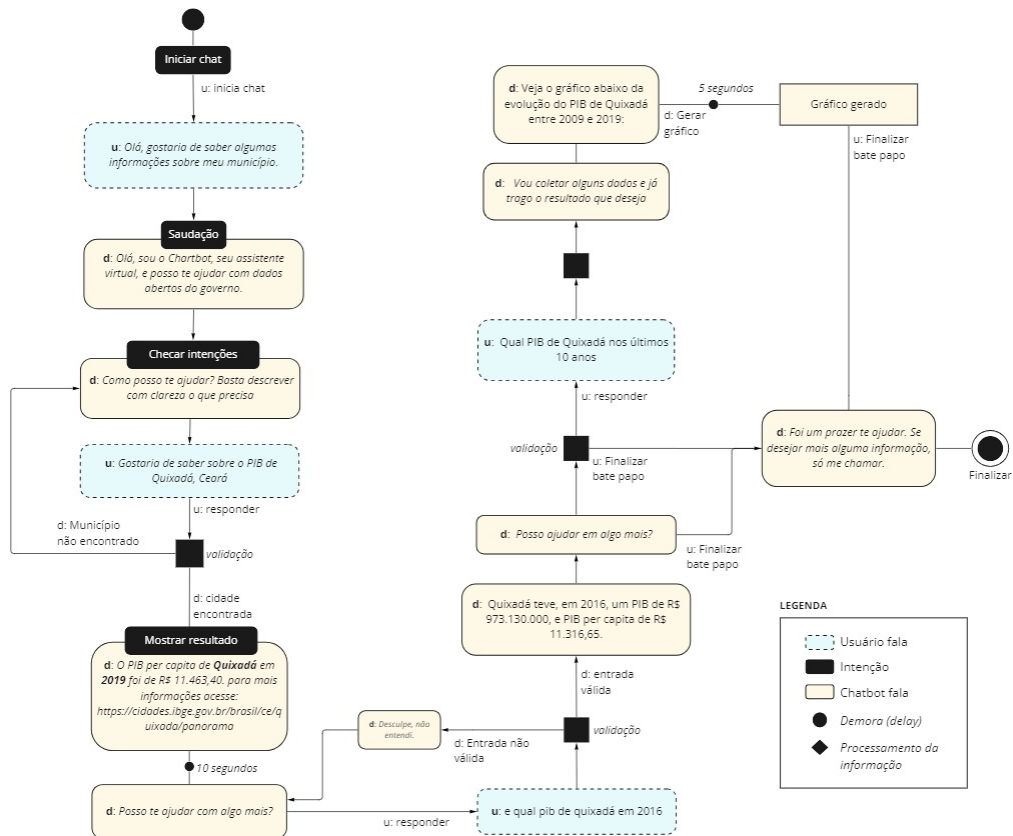 Iniciar chat
u: inicia chat
u: Olá, gostaria de saber algumas
informações sobre meu município.
Saudação
d: Olá, sou o Chartbot, seu assistente
virtual, e posso te ajudar com dados
abertos do governo.
Checar intenções
d: Como posso te ajudar? Basta descrever
com clareza o que precisa
u: Gostaria de saber sobre o PIB de
Quixadá, Ceará
u: responder
d: Município
não encontrado
validação
d: cidade
encontrada
Mostrar resultado
d: O PIB per capita de Quixadá em
2019 foi de R$ 11.463,40. para mais
informações acesse:
https://cidades.ibge.gov.br/brasil/ce/q
uixada/panorama
10 segundos
d: Posso te ajudar com algo mais?
u: responder
u: e qual pib de quixadá em 2016
validação
d: Entrada não
válida
d: Desculpe, não
entendi.
d: entrada
válida
d: Quixadá teve, em 2016, um PIB de R$
973.130.000, e PIB per capita de R$
11.316,65.
d: Posso ajudar em algo mais?
u: Finalizar
bate papo
validação
u: Finalizar
bate papo
u: responder
u: Qual PIB de Quixadá nos últimos
10 anos
d: Vou coletar alguns dados e já
trago o resultado que deseja
d: Veja o gráfico abaixo da
evolução do PIB de Quixadá
entre 2009 e 2019:
5 segundos
d: Gerar
gráfico
Gráfico gerado
u: Finalizar
bate papo
d: Foi um prazer te ajudar. Se
desejar mais alguma informação,
só me chamar.
Finalizar
LEGENDA
Usuário fala
Intenção
Chatbot fala
Demora (delay)
Processamento da
informação